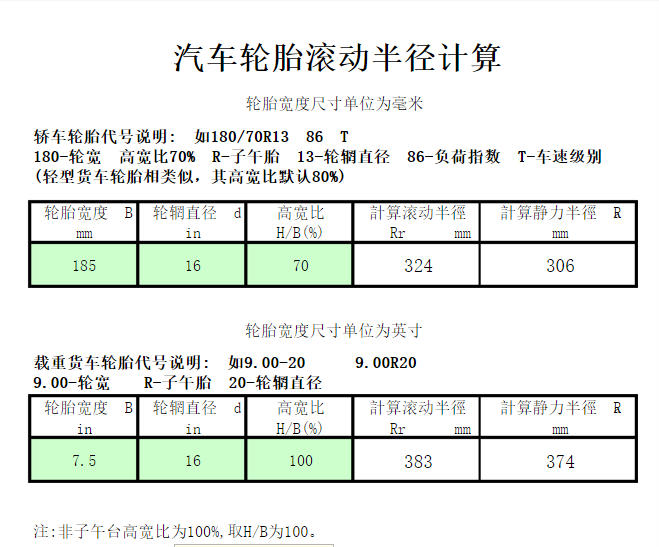 汽车轮胎滚动半径计算
轮胎宽度尺寸单位为毫米
轿车轮胎代号说明: 如180/70R13 86 T
180-轮宽 高宽比70% R-子午胎 13-轮辋直径 86-负荷指数 T-车速级别
(轻型货车轮胎相类似，其高宽比默认80%)
轮胎宽度 B 轮辋直径 d 高宽比 計算滚动半徑 計算静力半徑 R
mm in H/B(%) Rr mm mm
185 16 70 324 306
轮胎宽度尺寸单位为英寸
载重货车轮胎代号说明: 如9.00-20 9.00R20
9.00-轮宽 R-子午胎 20-轮辋直径
轮胎宽度 B 轮辋直径 d 高宽比 計算滚动半徑 計算静力半徑 R
in in H/B(%) Rr mm mm
7.5 16 100 383 374
注:非子午台高宽比为100%,取H/B为100。